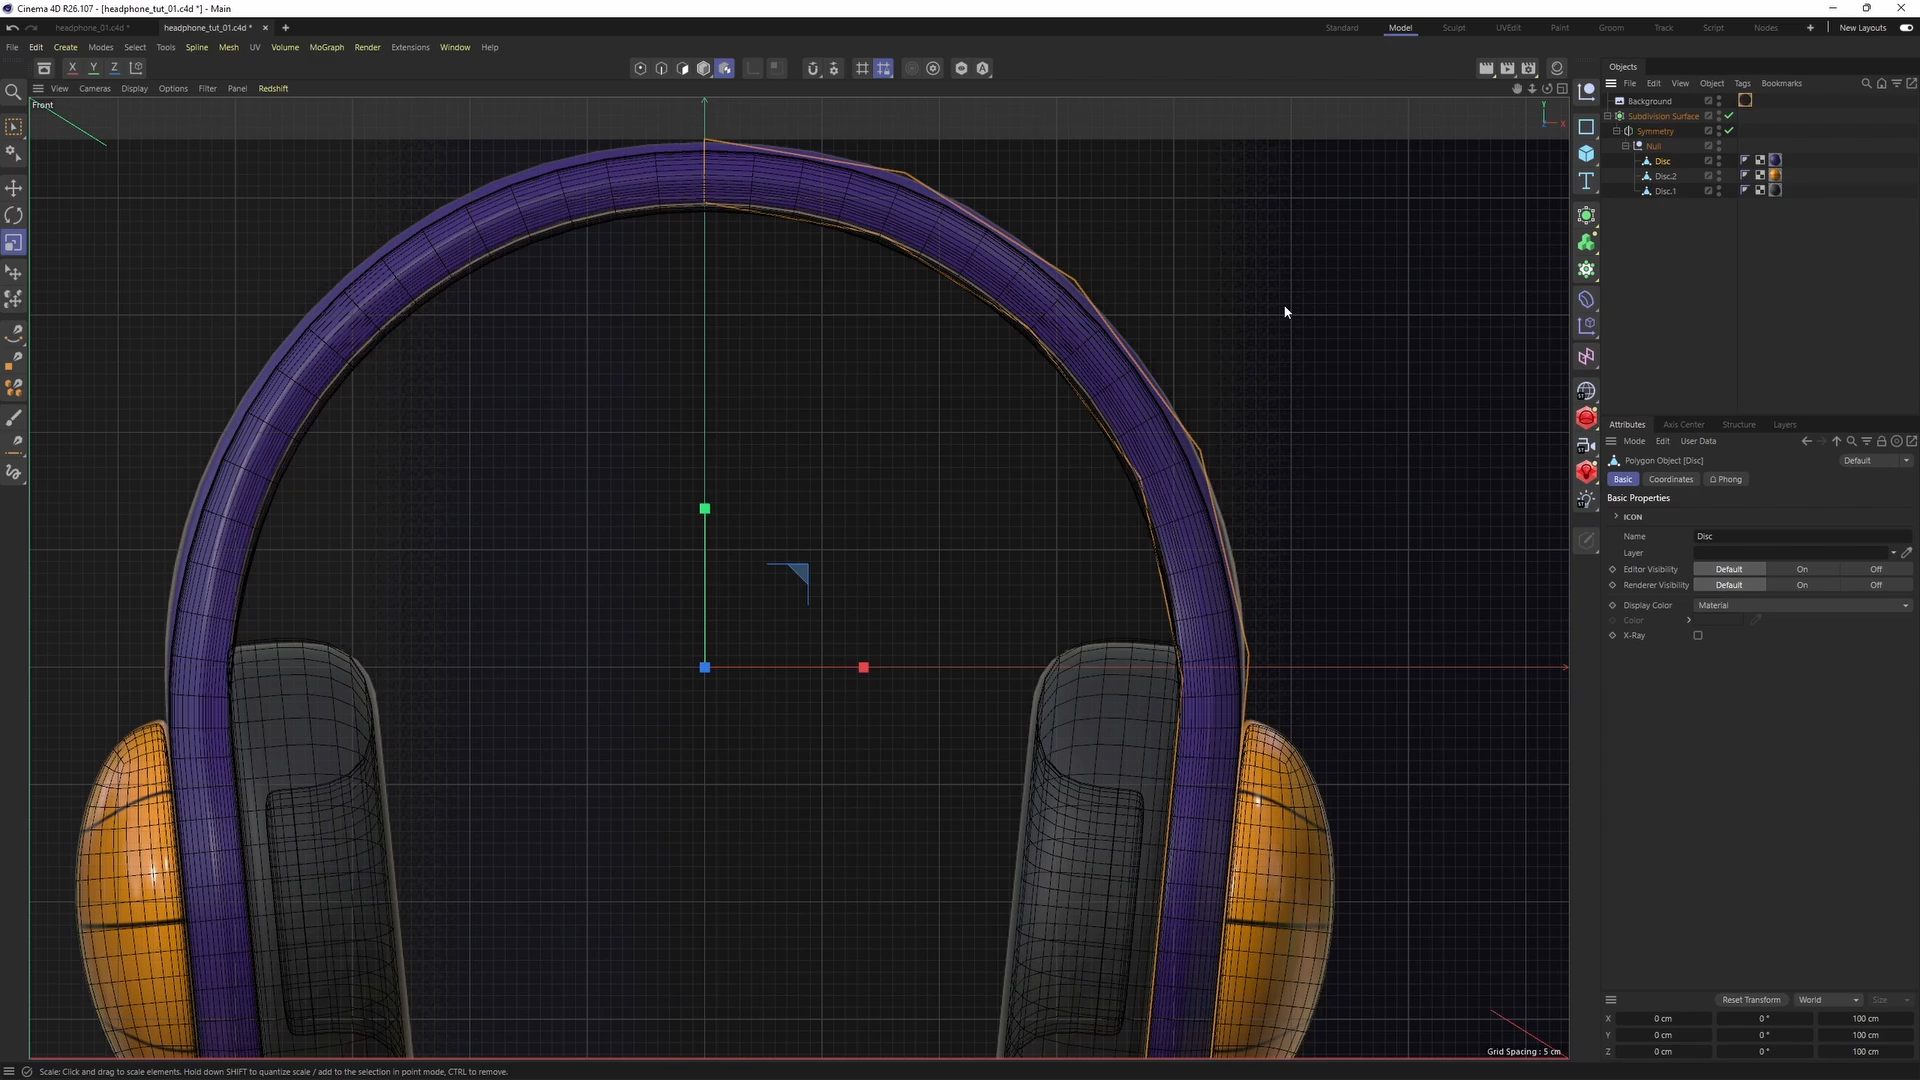 Cinema 4D R26.107 - [headphone_tut_01.c4d *] - Main
headphone_01.c4d *
headphone_tut_01.c4d *
Standard
Model
Sculpt
UVEdit
Paint
Groom
Track
Script
Nodes
New Layouts
File Edit Create Modes Select Tools Spline Mesh UV Volume MoGraph Render Extensions Window Help
X Y Z
View Cameras Display Options Filter Panel Redshift
Front
Y
X
Grid Spacing : 5 cm
Objects
File Edit View Object Tags Bookmarks
Background
Subdivision Surface
Symmetry
Null
Disc
Disc.2
Disc.1
Attributes Axis Center Structure Layers
Mode Edit User Data
Polygon Object [Disc]
Default
Basic Coordinates Phong
Basic Properties
ICON
Name Disc
Layer
Editor Visibility Default On Off
Renderer Visibility Default On Off
Display Color Material
Color
X-Ray
Reset Transform World Size
X 0 cm 0 ° 100 cm
Y 0 cm 0 ° 100 cm
Z 0 cm 0 ° 100 cm
Scale: Click and drag to scale elements. Hold down SHIFT to quantize scale / add to the selection in point mode, CTRL to remove.